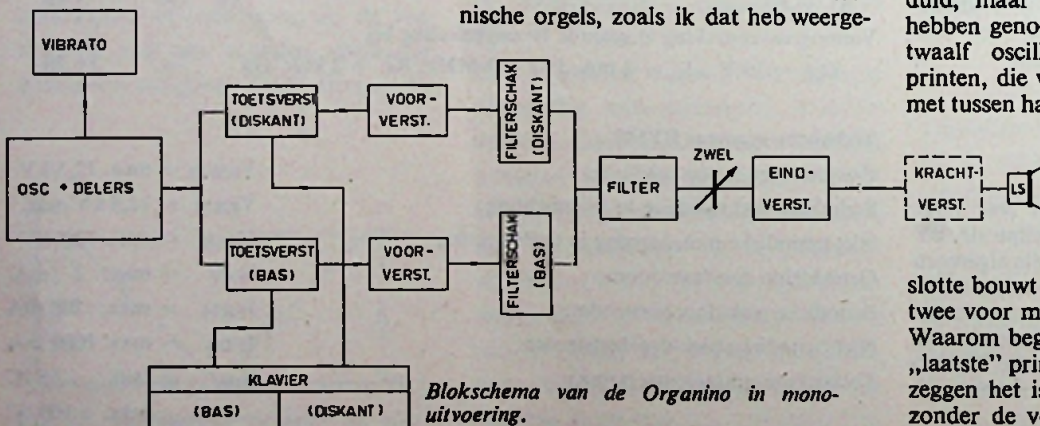 nische orgels, zoals ik dat heb weerge-
VIBRATO
OSC + DELERS
TOETSVERST
(DISKANT)
VOOR-
VERST.
FILTERSCHAK
(DISKANT)
TOETSVERST
(BAS)
VOOR-
VERST.
FILTERSCHAK
(BAS)
FILTER
ZWEL
EIND-
VERST.
KRACHT-
VERST.
LS
KLAVIER
(BAS)
(DISKANT)
Blokschema van de Organino in mono-
uitvoering.
hebben geno
twaalf oscill
printen, die v
met tussen ha
slotte bouwt
twee voor m
Waarom beg
„laatste” prin
zeggen het is
zonder de v